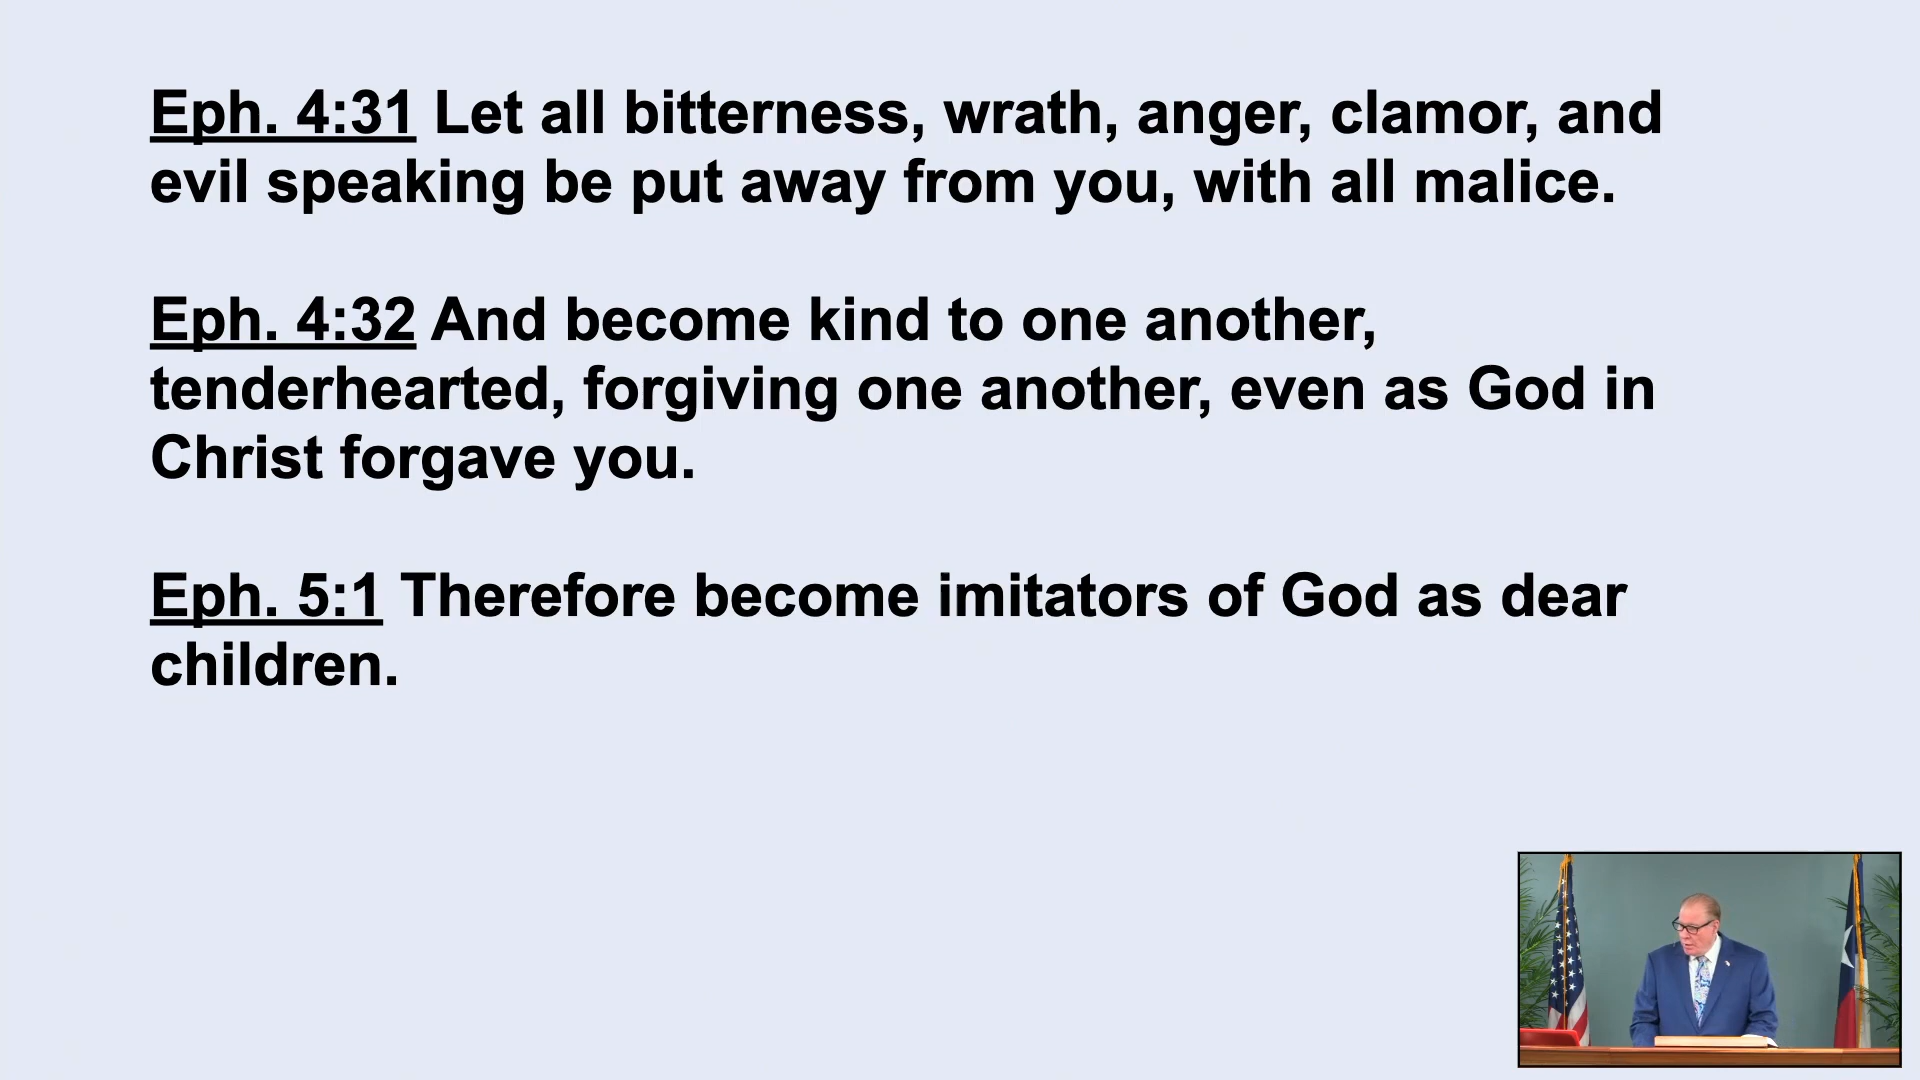 Eph. 4:31 Let all bitterness, wrath, anger, clamor, and
evil speaking be put away from you, with all malice.
Eph. 4:32 And become kind to one another,
tenderhearted, forgiving one another, even as God in
Christ forgave you.
Eph. 5:1 Therefore become imitators of God as dear
children.